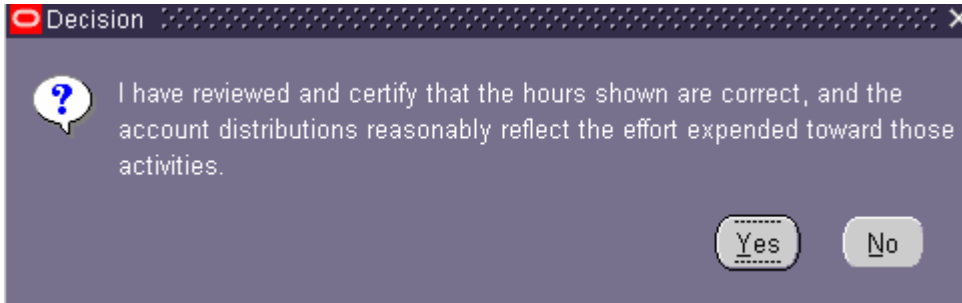 Decision
I have reviewed and certify that the hours shown are correct, and the
account distributions reasonably reflect the effort expended toward those
activities.
Yes No